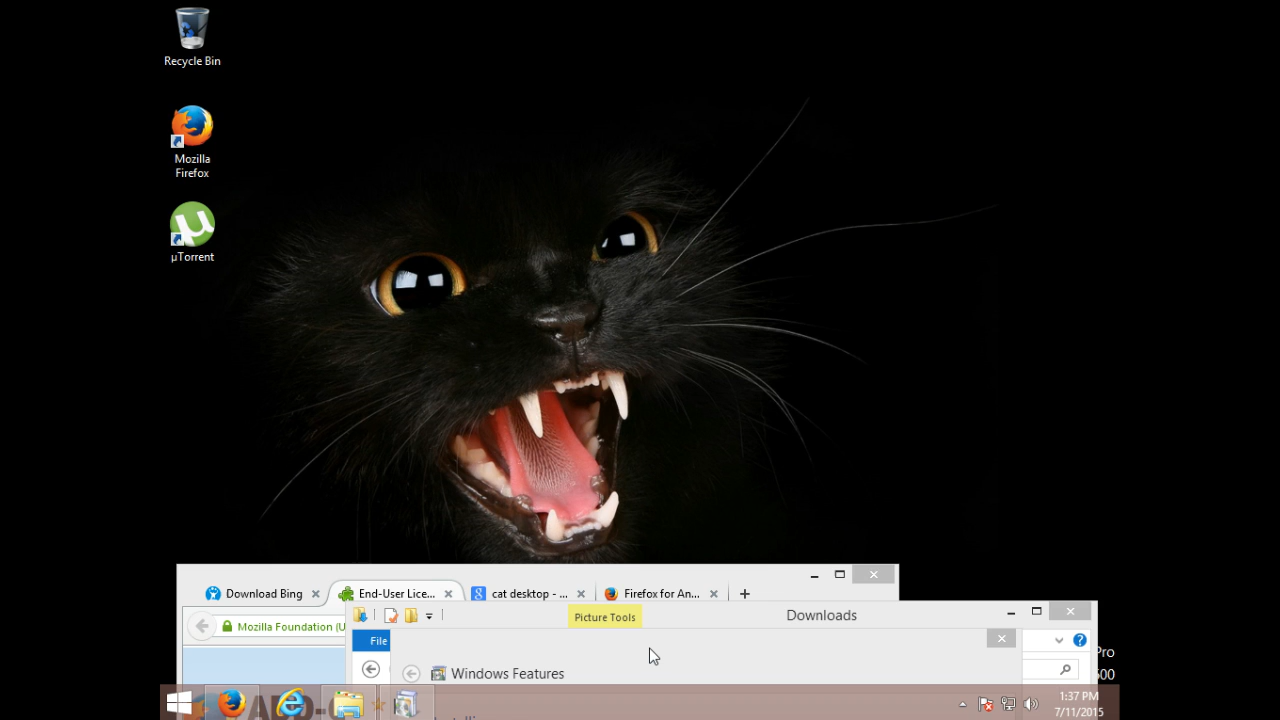 Recycle Bin
Mozilla
Firefox
µTorrent
Download Bing
End-User Lice...
cat desktop - ...
Firefox for An...
Picture Tools
Downloads
Mozilla Foundation (U
File
Windows Features
Pro
1:37 PM
7/11/2015